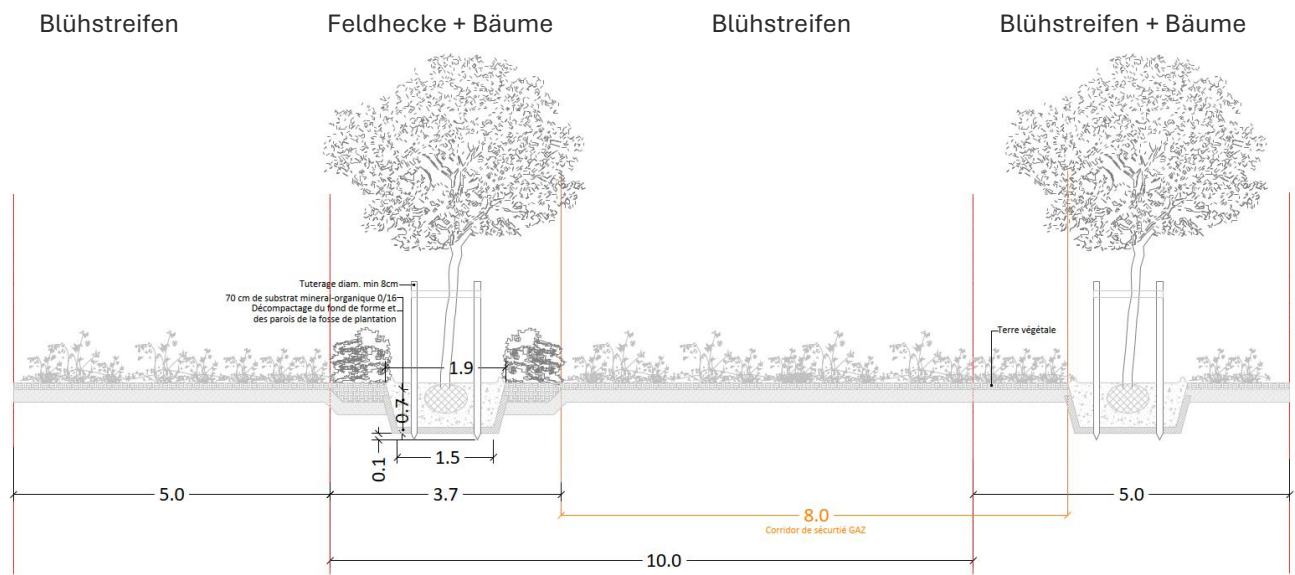 Blühstreifen
Feldhecke + Bäume
Blühstreifen
Blühstreifen + Bäume
Tuterage diam. min 8cm
70 cm de substrat mineral-organique 0/16
Décompactage du fond de forme et
des parois de la fosse de plantation
Terre végétale
1.9
0.7
0.1
1.5
5.0
3.7
5.0
8.0
Corridor de sécurtié GAZ
10.0